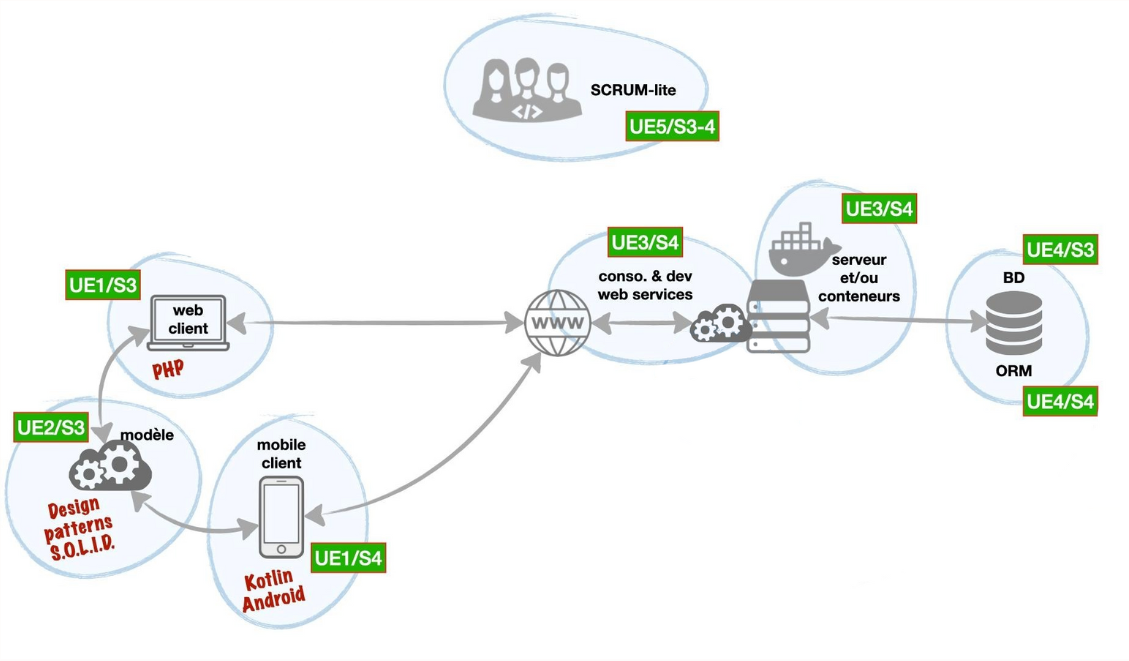 SCRUM-lite
</>
UE5/S3-4
UE3/S4
UE3/S4
conso. & dev
web services
serveur
et/ou
conteneurs
UE4/S3
BD
ORM
UE4/S4
UE1/S3
web
client
PHP
www
UE2/S3
modèle
Design
patterns
S.O.L.I.D.
mobile
client
UE1/S4
Kotlin
Android